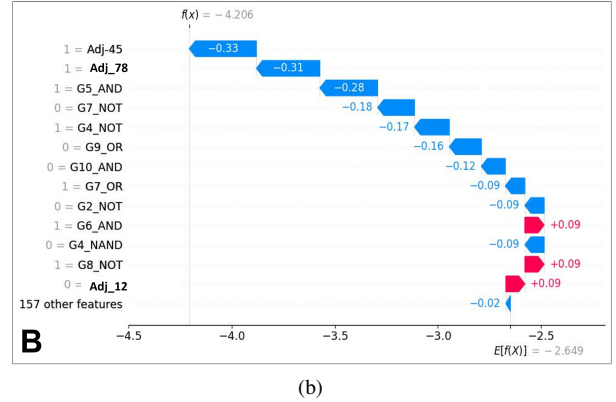 f(x) = −4.206
1 = Adj-45 −0.33
1 = Adj_78 −0.31
1 = G5_AND −0.28
0 = G7_NOT −0.18
1 = G4_NOT −0.17
0 = G9_OR −0.16
0 = G10_AND −0.12
1 = G7_OR −0.09
0 = G2_NOT −0.09
1 = G6_AND +0.09
0 = G4_NAND −0.09
1 = G8_NOT +0.09
0 = Adj_12 +0.09
157 other features −0.02
−4.5 −4.0 −3.5 −3.0 −2.5
B
E[f(X)] = −2.649
(b)